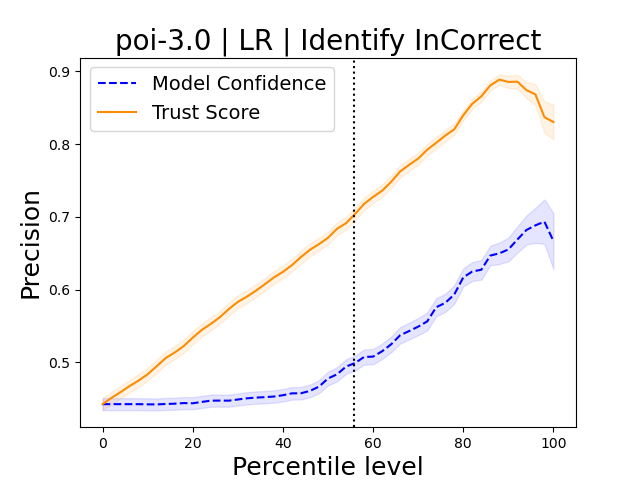 poi-3.0 | LR | Identify InCorrect
Model Confidence
Trust Score
Precision
0.9
0.8
0.7
0.6
0.5
0 20 40 60 80 100
Percentile level